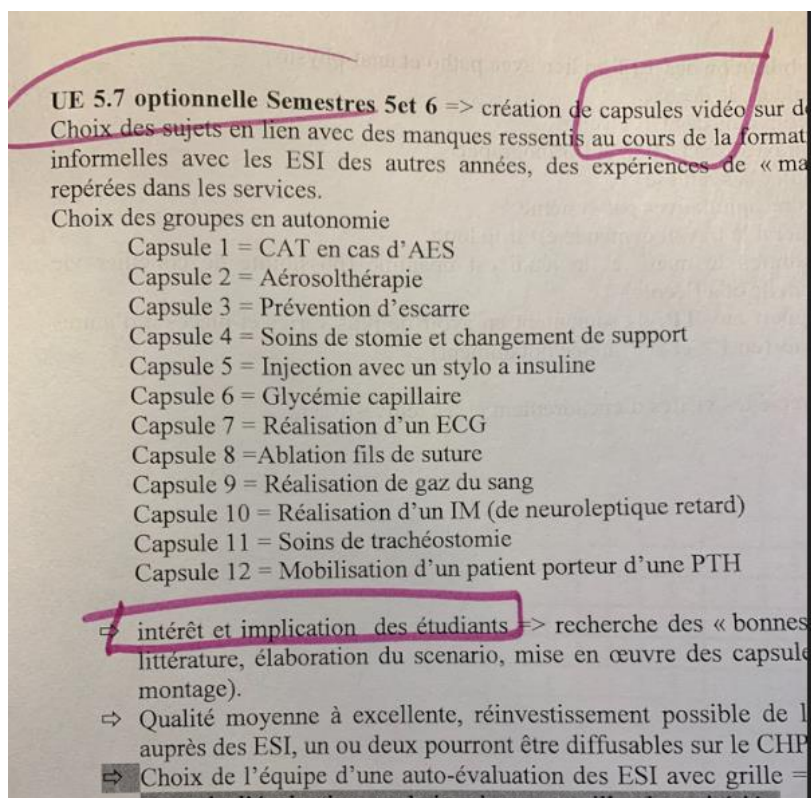 UE 5.7 optionnelle Semestres 5et 6 => création de capsules vidéo sur
Choix des sujets en lien avec des manques ressentis au cours de la
informelles avec les ESI des autres années, des expériences de «
repérées dans les services.
Choix des groupes en autonomie
Capsule 1 = CAT en cas d'AES
Capsule 2 = Aérosolthérapie
Capsule 3 = Prévention d'escarre
Capsule 4 = Soins de stomie et changement de support
Capsule 5 = Injection avec un stylo a insuline
Capsule 6 = Glycémie capillaire
Capsule 7 = Réalisation d'un ECG
Capsule 8 =Ablation fils de suture
Capsule 9 = Réalisation de gaz du sang
Capsule 10 = Réalisation d'un IM (de neuroleptique retard)
Capsule 11 = Soins de trachéostomie
Capsule 12 = Mobilisation d'un patient porteur d'une PTH
⇨ intérêt et implication des étudiants => recherche des « bonnes
littérature, élaboration du scenario, mise en œuvre des
montage).
⇨ Qualité moyenne à excellente, réinvestissement possible de
auprès des ESI, un ou deux pourront être diffusables sur le CHP
⇨ Choix de l'équipe d'une auto-évaluation des ESI avec grille =